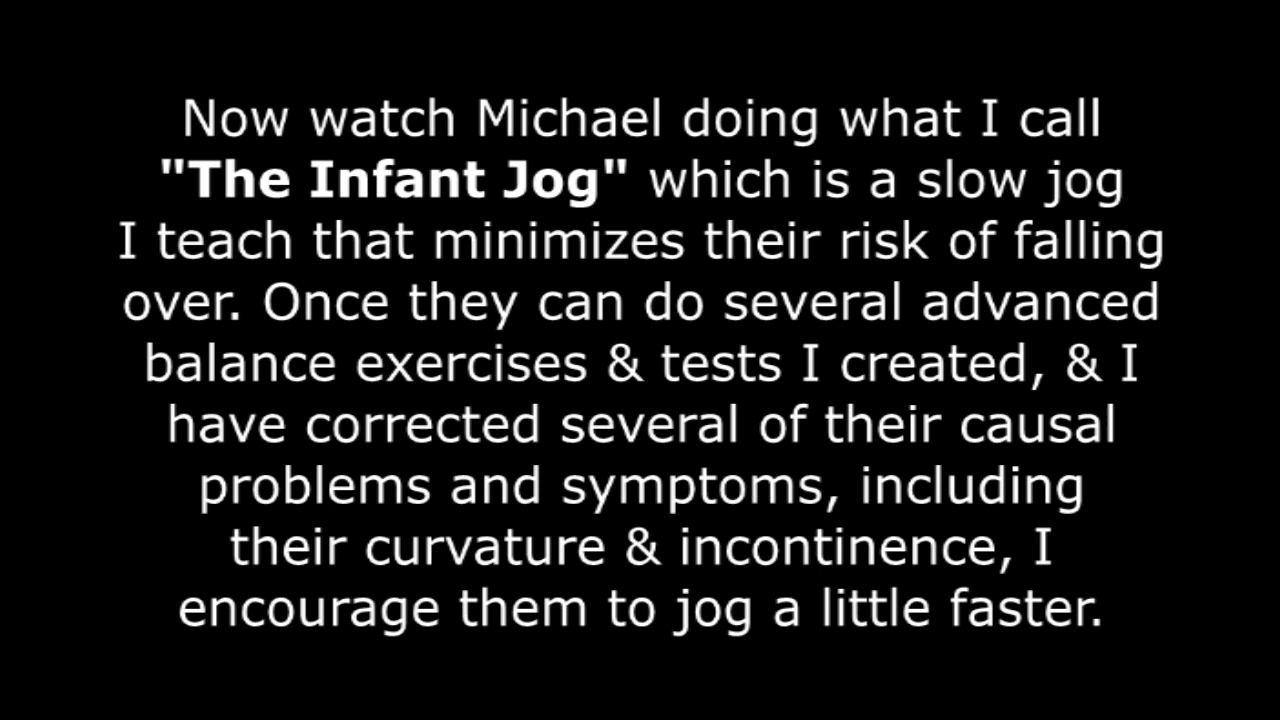 Now watch Michael doing what I call
"The Infant Jog" which is a slow jog
I teach that minimizes their risk of falling
over. Once they can do several advanced
balance exercises & tests I created, & I
have corrected several of their causal
problems and symptoms, including
their curvature & incontinence, I
encourage them to jog a little faster.